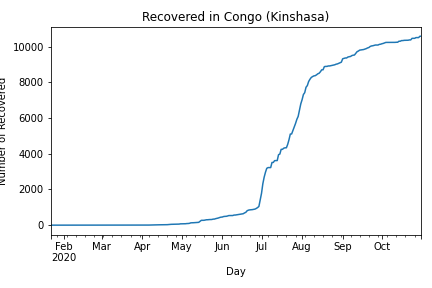 Recovered in Congo (Kinshasa)
Number of Recovered
10000
8000
6000
4000
2000
0
Feb Mar Apr May Jun Jul Aug Sep Oct
2020
Day